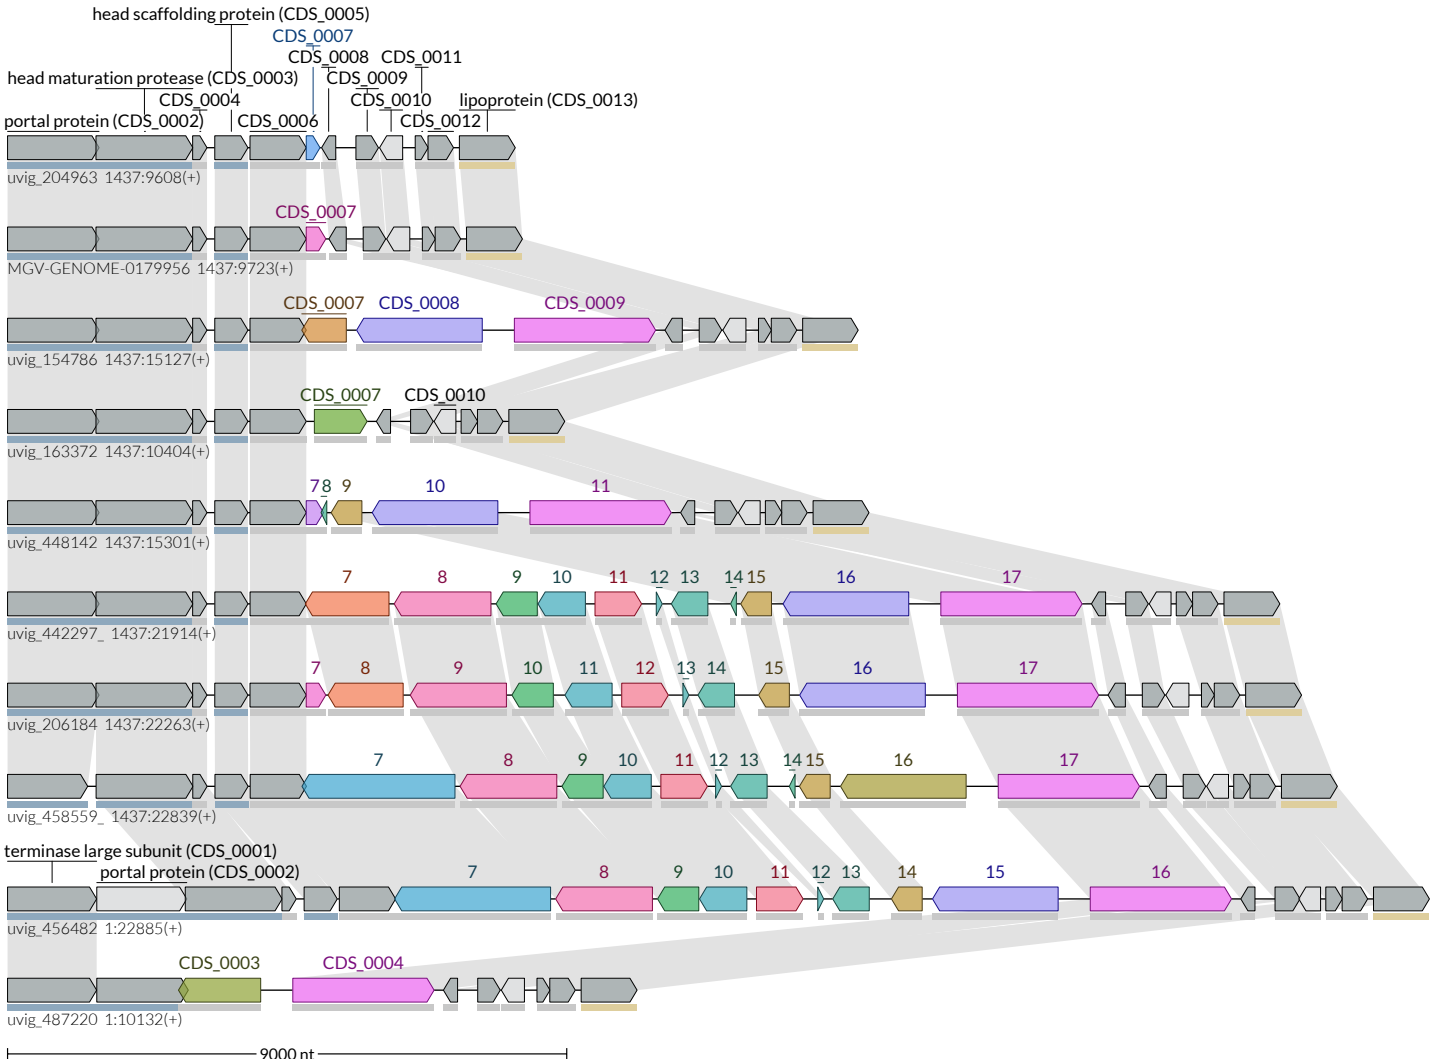 head scaffolding protein (CDS_0005)
CDS_0007
CDS_0008 CDS_0011
head maturation protease (CDS_0003) CDS_0009
CDS_0004 CDS_0010 lipoprotein (CDS_0013)
portal protein (CDS_0002) CDS_0006 CDS_0012
uvig_204963 1437:9608(+)
CDS_0007
MGV-GENOME-0179956 1437:9723(+)
CDS_0007 CDS_0008 CDS_0009
uvig_154786 1437:15127(+)
CDS_0007 CDS_0010
uvig_163372 1437:10404(+)
7 8 9 10 11
uvig_448142 1437:15301(+)
7 8 9 10 11 12 13 14 15 16 17
uvig_442297_ 1437:21914(+)
7 8 9 10 11 12 13 14 15 16 17
uvig_206184 1437:22263(+)
7 8 9 10 11 12 13 14 15 16 17
uvig_458559_ 1437:22839(+)
terminase large subunit (CDS_0001)
portal protein (CDS_0002) 7 8 9 10 11 12 13 14 15 16
uvig_456482 1:22885(+)
CDS_0003 CDS_0004
uvig_487220 1:10132(+)
9000 nt